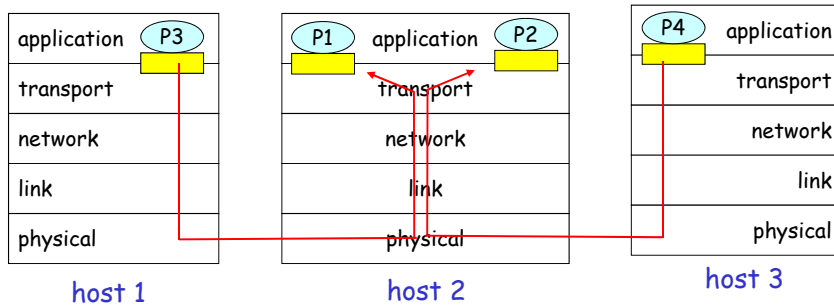 application P3
transport
network
link
physical
host 1
P1 application P2
transport
network
link
physical
host 2
P4 application
transport
network
link
physical
host 3